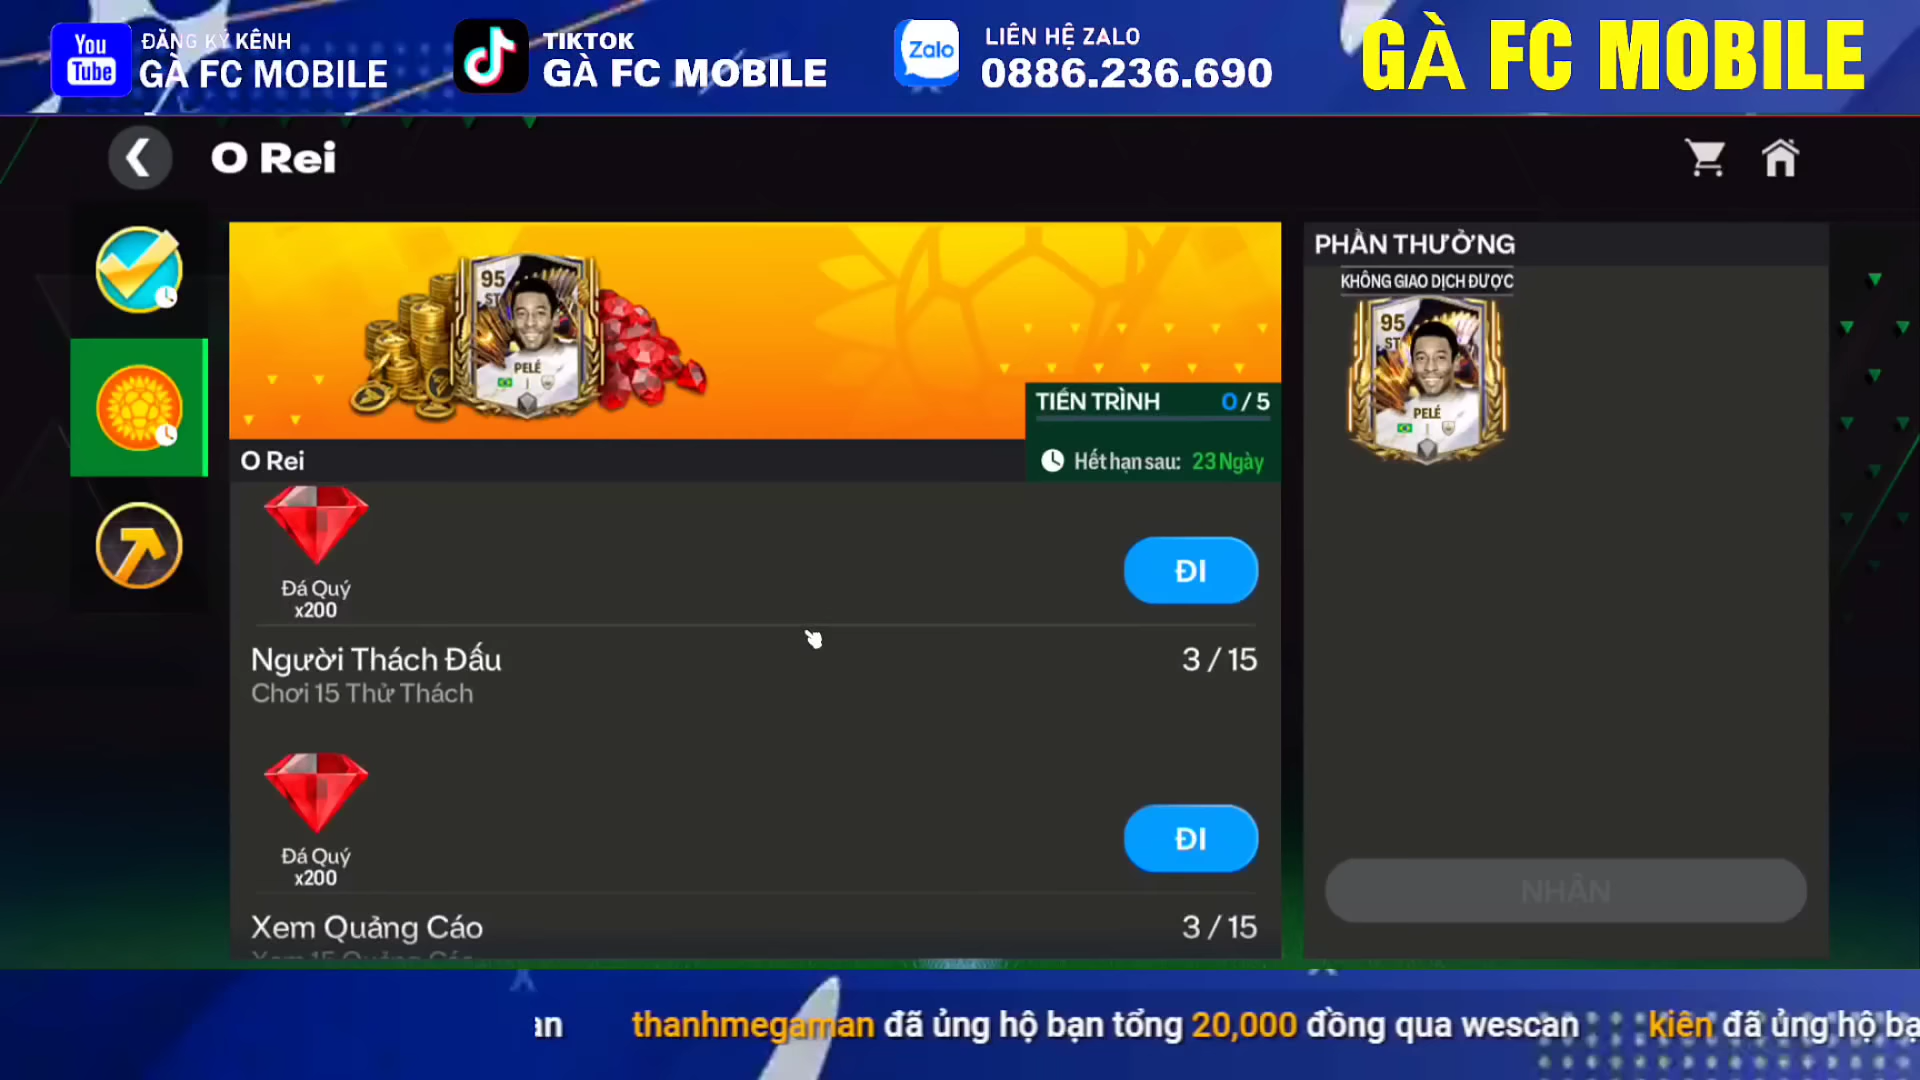 You
Tube
ĐĂNG KÝ KÊNH
GÀ FC MOBILE
TIKTOK
GÀ FC MOBILE
Zalo
LIÊN HỆ ZALO
0886.236.690
GÀ FC MOBILE
O Rei
95
ST
PELÉ
TIẾN TRÌNH 0 / 5
Hết hạn sau: 23 Ngày
O Rei
Đá Quý
x200
ĐI
Người Thách Đấu 3 / 15
Chơi 15 Thử Thách
Đá Quý
x200
ĐI
Xem Quảng Cáo 3 / 15
Xem 15 Quảng Cáo
PHẦN THƯỞNG
KHÔNG GIAO DỊCH ĐƯỢC
95
ST
PELÉ
NHẬN
an thanhmegaman đã ủng hộ bạn tổng 20,000 đồng qua wescan kiên đã ủng hộ bạ